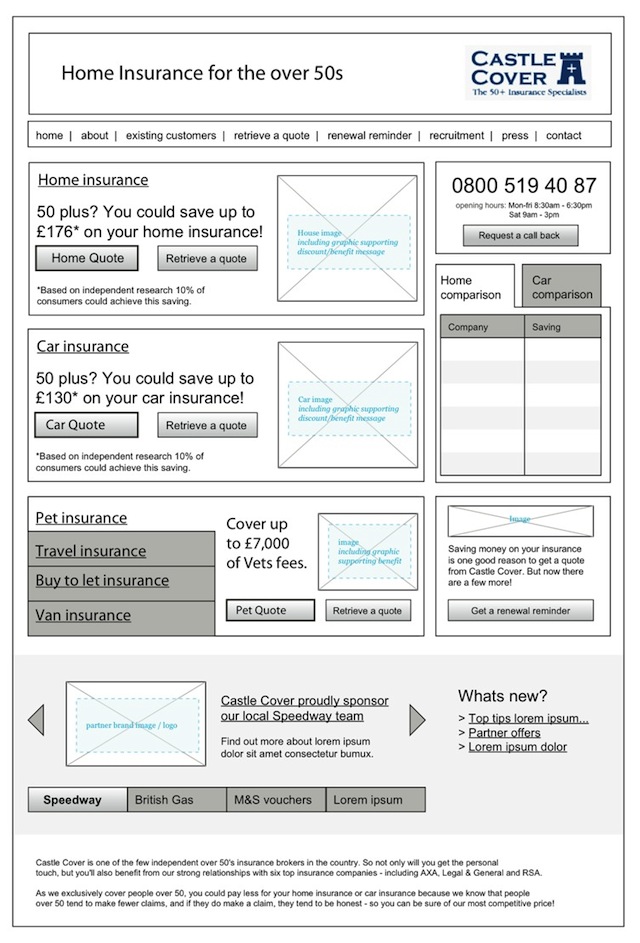 Home Insurance for the over 50s
CASTLE
COVER
The 50+ Insurance Specialists
home | about | existing customers | retrieve a quote | renewal reminder | recruitment | press | contact
Home insurance
50 plus? You could save up to
£176* on your home insurance!
Home Quote
Retrieve a quote
*Based on independent research 10% of
consumers could achieve this saving.
House image
including graphic supporting
discount/benefit message
0800 519 40 87
opening hours: Mon-fri 8:30am - 6:30pm
Sat 9am - 3pm
Request a call back
Home
comparison
Car
comparison
Company
Saving
Car insurance
50 plus? You could save up to
£130* on your car insurance!
Car Quote
Retrieve a quote
*Based on independent research 10% of
consumers could achieve this saving.
Car image
including graphic supporting
discount/benefit message
Pet insurance
Travel insurance
Buy to let insurance
Van insurance
Cover up
to £7,000
of Vets fees.
image
including graphic
supporting benefit
Pet Quote
Retrieve a quote
Image
Saving money on your insurance
is one good reason to get a quote
from Castle Cover. But now there
are a few more!
Get a renewal reminder
partner brand image / logo
Castle Cover proudly sponsor
our local Speedway team
Find out more about lorem ipsum
dolor sit amet consectetur bumux.
Whats new?
> Top tips lorem ipsum...
> Partner offers
> Lorem ipsum dolor
Speedway
British Gas
M&S vouchers
Lorem ipsum
Castle Cover is one of the few independent over 50's insurance brokers in the country. So not only will you get the personal
touch, but you'll also benefit from our strong relationships with six top insurance companies - including AXA, Legal & General and RSA.
As we exclusively cover people over 50, you could pay less for your home insurance or car insurance because we know that people
over 50 tend to make fewer claims, and if they do make a claim, they tend to be honest - so you can be sure of our most competitive price!